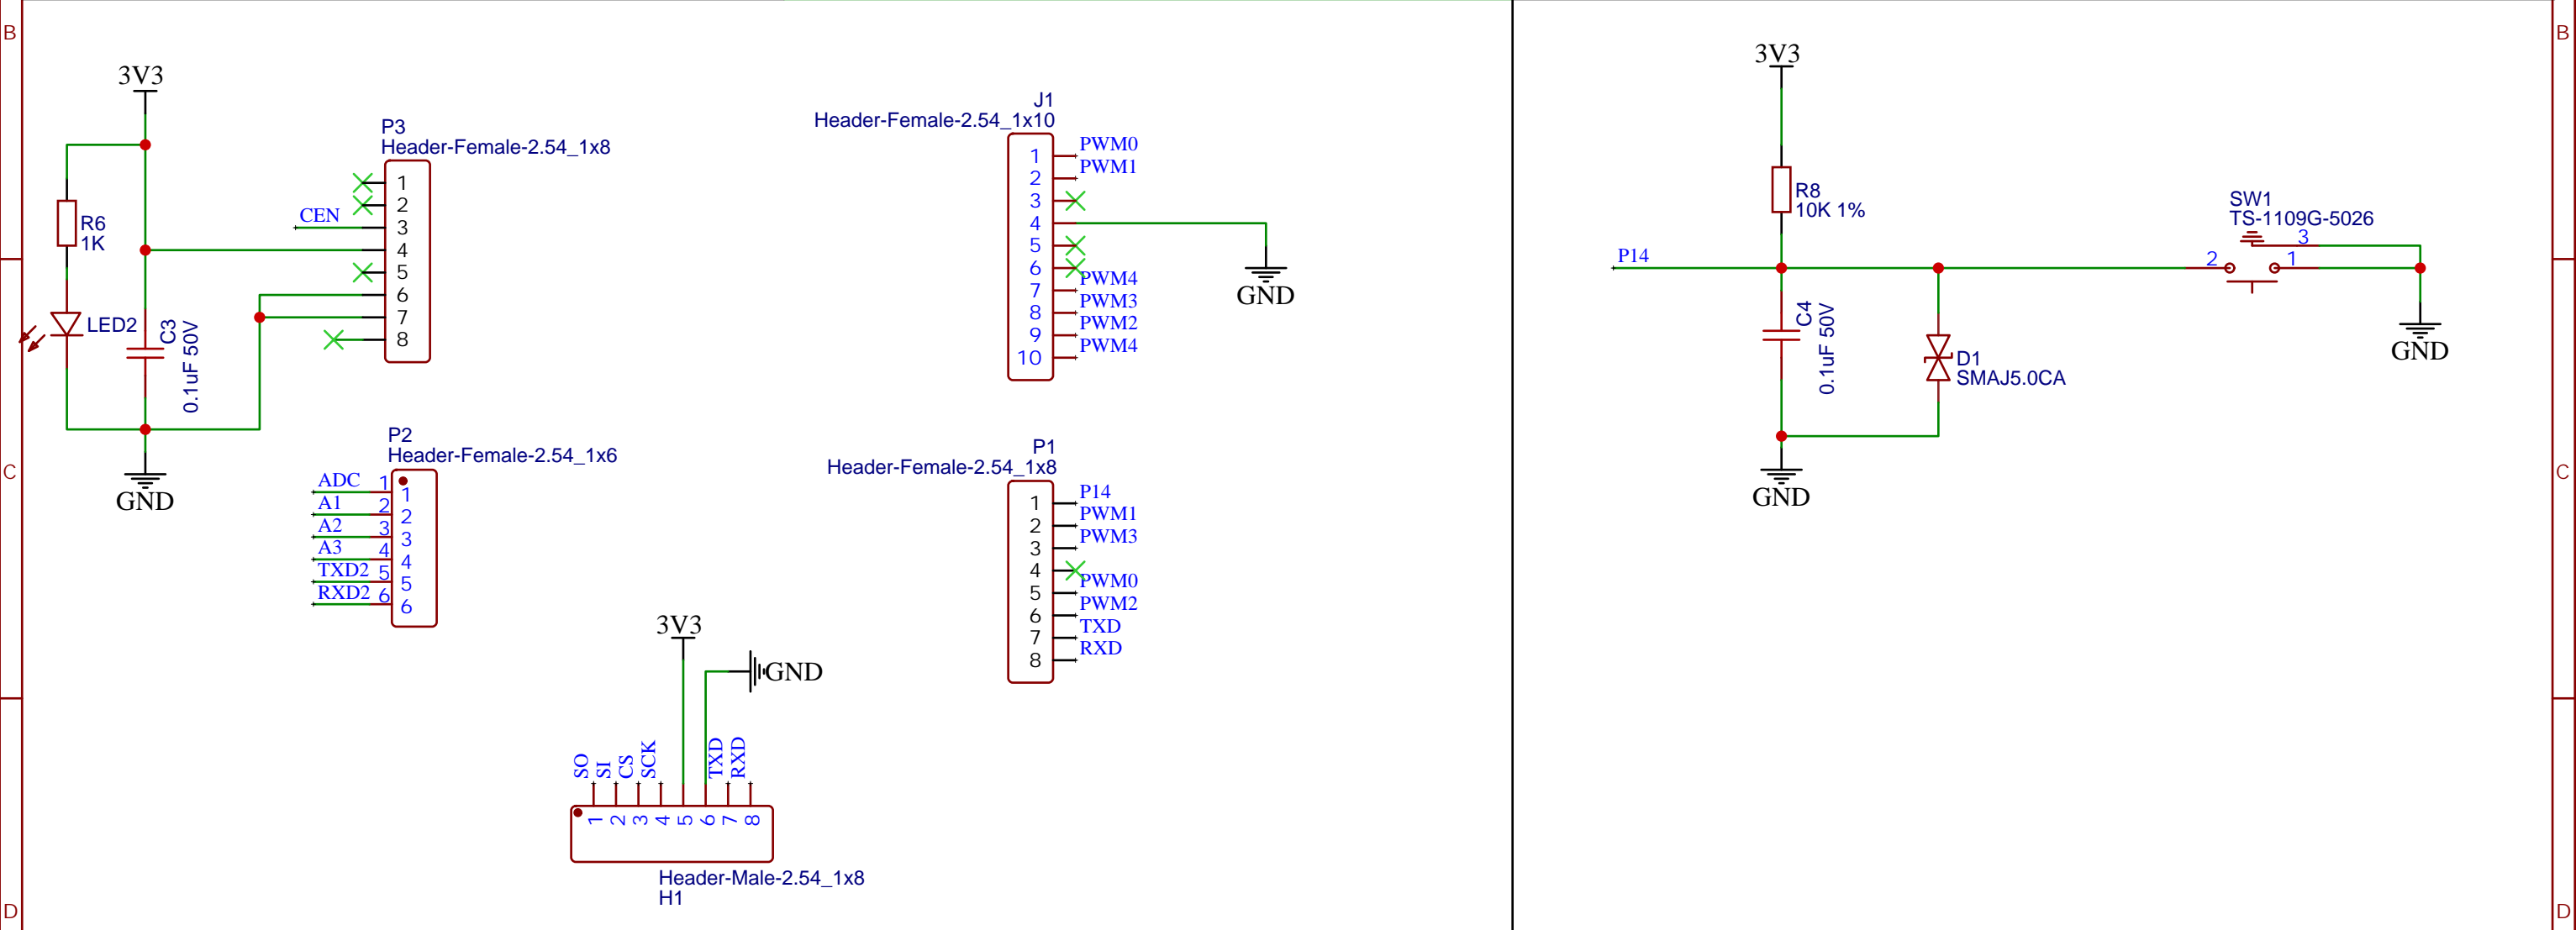 B
3V3
R6
1K
LED2
C3
0.1uF 50V
GND
P3
Header-Female-2.54_1x8
CEN
1
2
3
4
5
6
7
8
P2
Header-Female-2.54_1x6
ADC 1 1
A1 2 2
A2 3 3
A3 4 4
TXD2 5 5
RXD2 6 6
3V3
GND
SO
SI
CS
SCK
TXD
RXD
1 2 3 4 5 6 7 8
Header-Male-2.54_1x8
H1
J1
Header-Female-2.54_1x10
1 PWM0
2 PWM1
3
4
5
6
7 PWM4
8 PWM3
9 PWM2
10 PWM4
GND
P1
Header-Female-2.54_1x8
1 P14
2 PWM1
3 PWM3
4
5 PWM0
6 PWM2
7 TXD
8 RXD
3V3
R8
10K 1%
P14
C4
0.1uF 50V
D1
SMAJ5.0CA
GND
SW1
TS-1109G-5026
3
2 1
GND
C
D
B
C
D